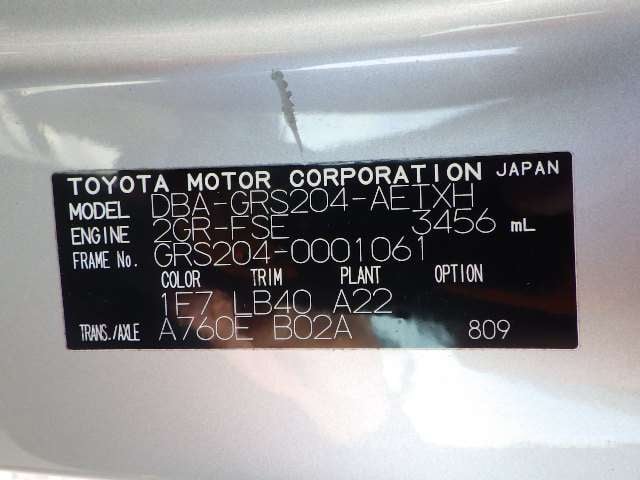 TOYOTA MOTOR CORPORATION JAPAN
MODEL DBA-GRS204-AETXH
ENGINE 2GR-FSE 3456 mL
FRAME No. GRS204-0001061
COLOR TRIM PLANT OPTION
1F7 LB40 A22
TRANS./AXLE A760E B02A 809